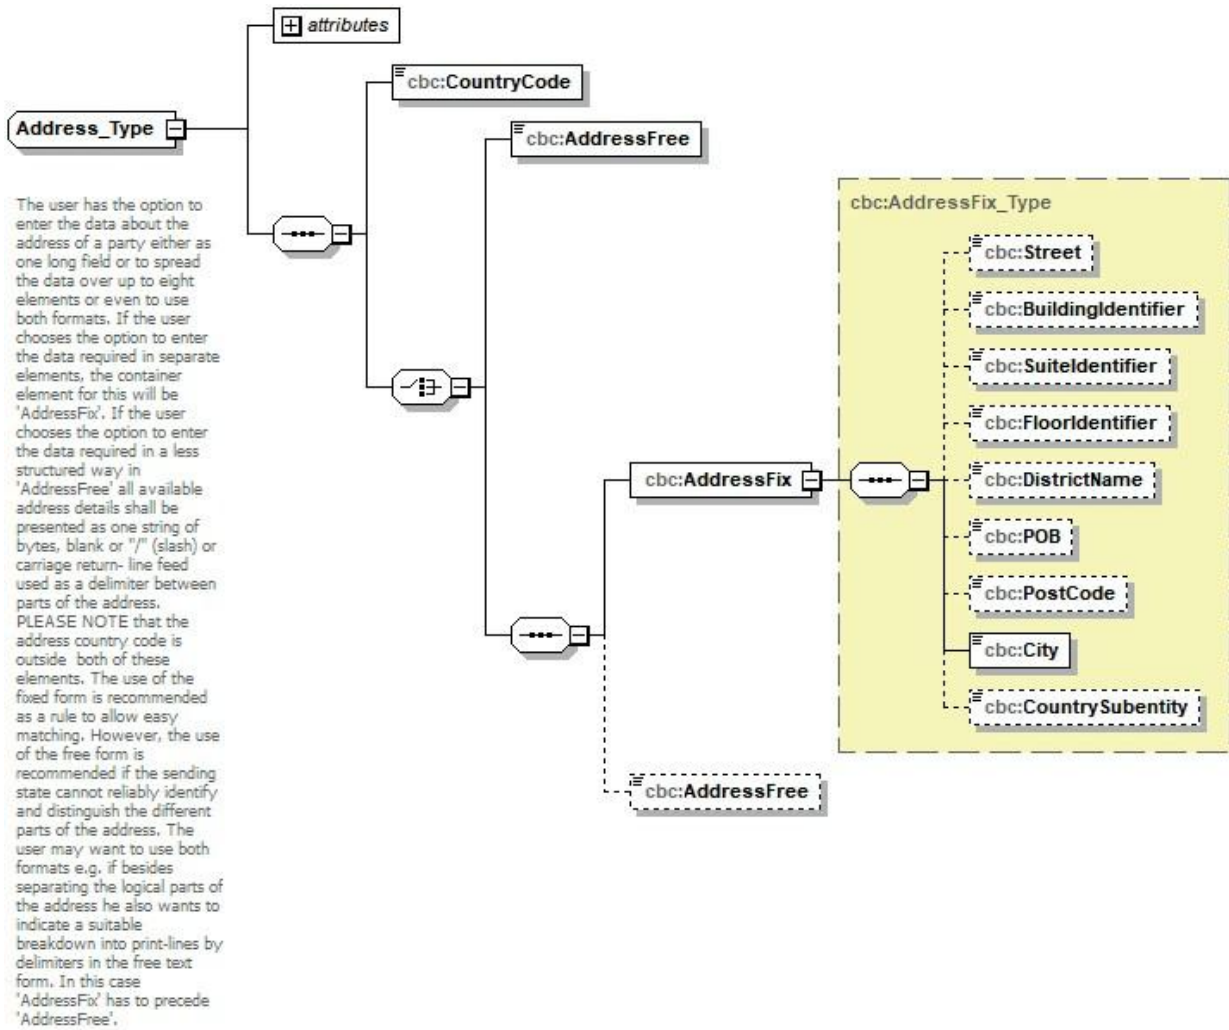 attributes
cbc:CountryCode
Address_Type
cbc:AddressFree
The user has the option to
enter the data about the
address of a party either as
one long field or to spread
the data over up to eight
elements or even to use
both formats. If the user
chooses the option to enter
the data required in separate
elements, the container
element for this will be
'AddressFix'. If the user
chooses the option to enter
the data required in a less
structured way in
'AddressFree' all available
address details shall be
presented as one string of
bytes, blank or "/" (slash) or
carriage return- line feed
used as a delimiter between
parts of the address.
PLEASE NOTE that the
address country code is
outside  both of these
elements. The use of the
fixed form is recommended
as a rule to allow easy
matching. However, the use
of the free form is
recommended if the sending
state cannot reliably identify
and distinguish the different
parts of the address. The
user may want to use both
formats e.g. if besides
separating the logical parts of
the address he also wants to
indicate a suitable
breakdown into print-lines by
delimiters in the free text
form. In this case
'AddressFix' has to precede
'AddressFree'.
cbc:AddressFix
cbc:AddressFix_Type
cbc:Street
cbc:BuildingIdentifier
cbc:SuiteIdentifier
cbc:FloorIdentifier
cbc:DistrictName
cbc:POB
cbc:PostCode
cbc:City
cbc:CountrySubentity
cbc:AddressFree